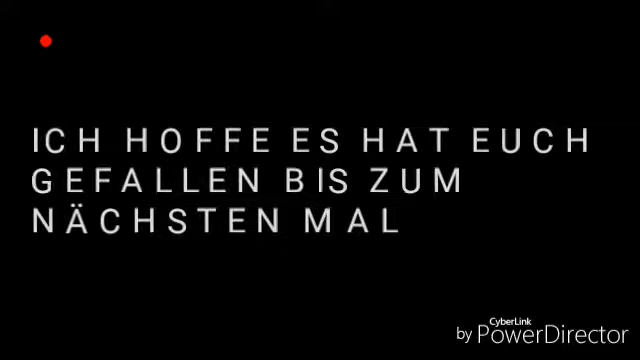 ICH HOFFE ES HAT EUCH
GEFALLEN BIS ZUM
NÄCHSTEN MAL
CyberLink
by PowerDirector